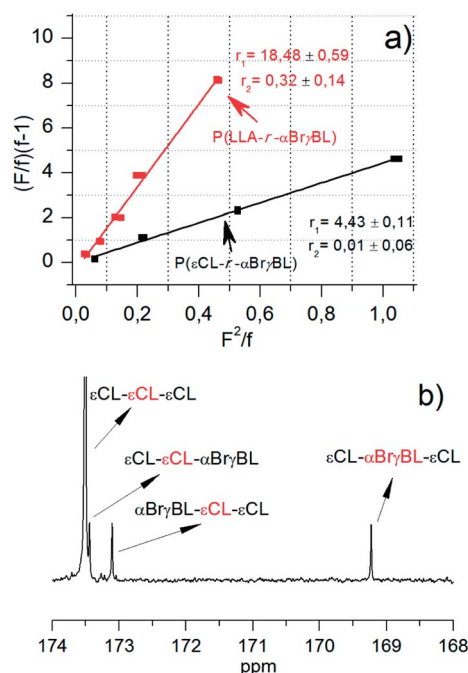 a)
r₁= 18,48 ± 0,59
r₂= 0,32 ± 0,14
P(LLA-r-αBrγBL)
r₁= 4,43 ± 0,11
r₂= 0,01 ± 0,06
P(εCL-r-αBrγBL)
(F/f)(f-1)
11
10
8
6
4
2
0
0,0 0,2 0,4 0,6 0,8 1,0
F²/f
b)
εCL-εCL-εCL
εCL-εCL-αBrγBL
εCL-αBrγBL-εCL
αBrγBL-εCL-εCL
174 173 172 171 170 169 168
ppm